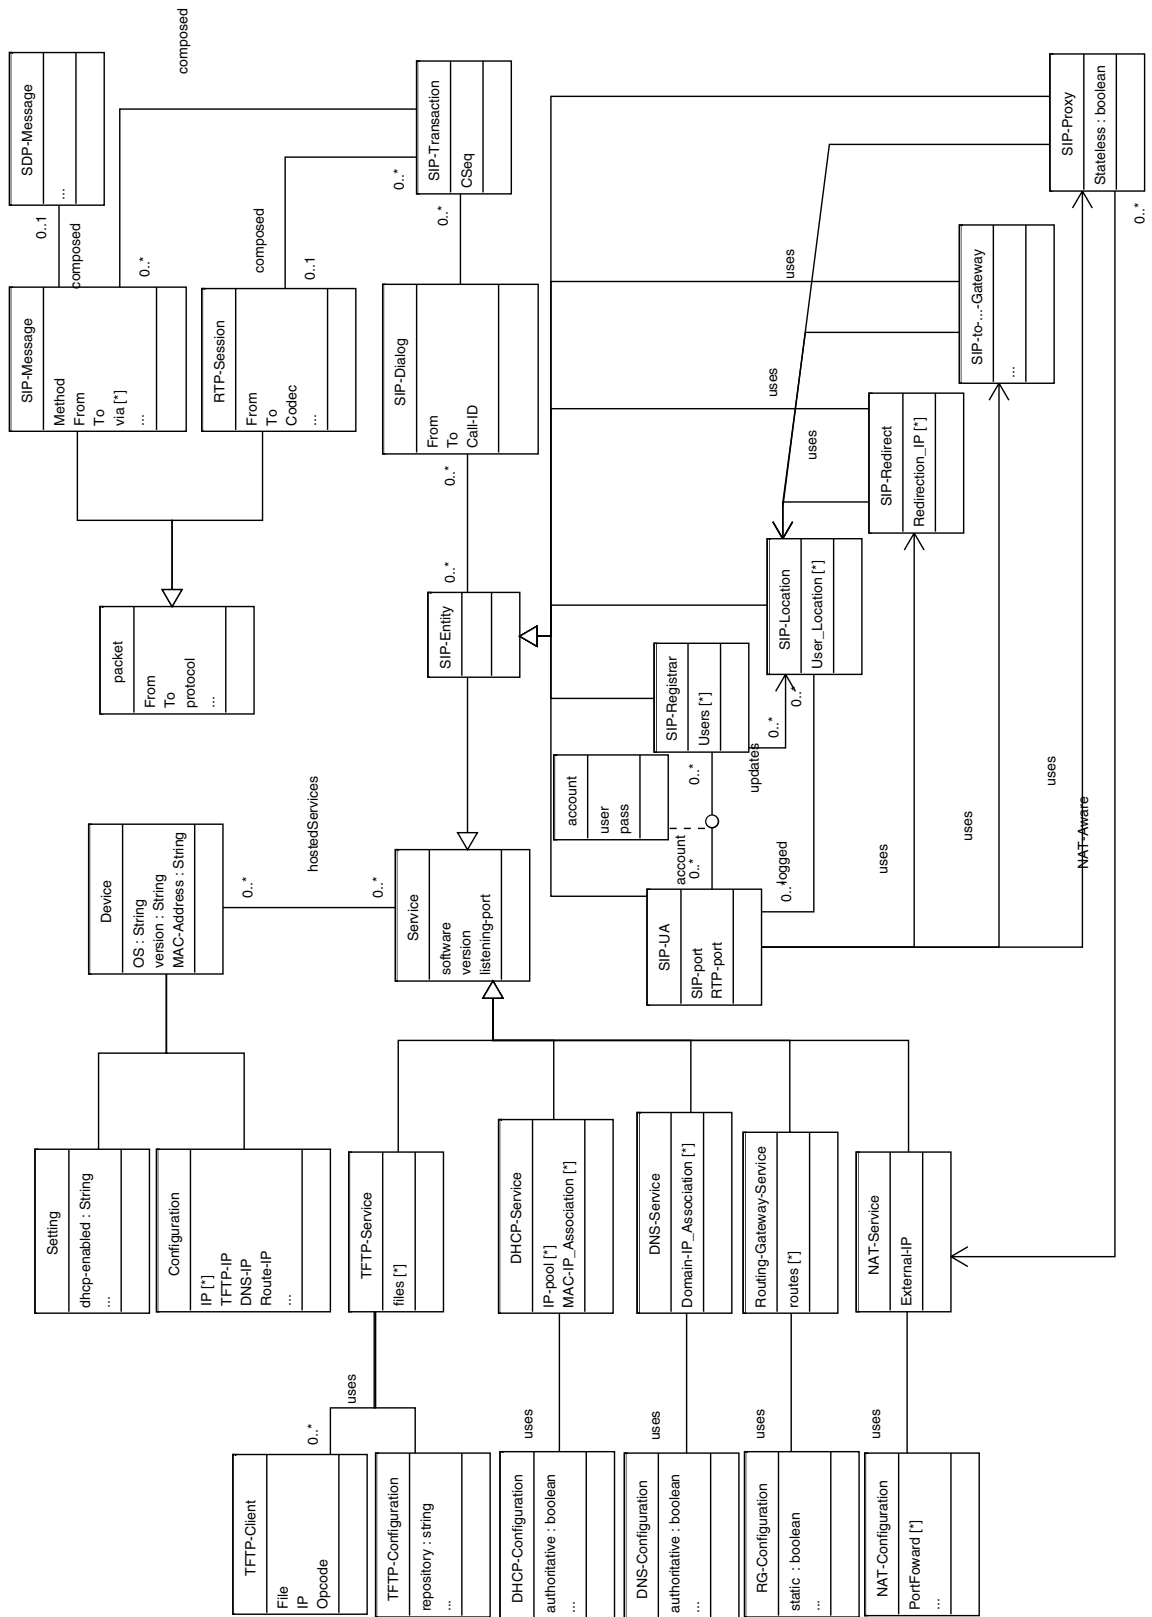 TFTP-Client
File
IP
Opcode
TFTP-Configuration
repository : string
...
DHCP-Configuration
authoritative : boolean
...
DNS-Configuration
authoritative : boolean
...
RG-Configuration
static : boolean
...
NAT-Configuration
PortFoward [*]
...
0..*
uses
uses
uses
uses
uses
Setting
dhcp-enabled : String
...
Configuration
IP [*]
TFTP-IP
DNS-IP
Route-IP
...
TFTP-Service
files [*]
DHCP-Service
IP-pool [*]
MAC-IP_Association [*]
DNS-Service
Domain-IP_Association [*]
Routing-Gateway-Service
routes [*]
NAT-Service
External-IP
Device
OS : String
version : String
MAC-Address : String
0..*
hostedServices
0..*
Service
software
version
listening-port
SIP-UA
SIP-port
RTP-port
account
0..*
0..*
logged
account
user
pass
0..*
updates
0..*
0..*
SIP-Registrar
Users [*]
SIP-Location
User_Location [*]
packet
From
To
protocol
...
SIP-Entity
0..*
0..*
SIP-Dialog
From
To
Call-ID
SIP-Message
Method
From
To
via [*]
...
RTP-Session
From
To
Codec
...
0..1
composed
0..*
composed
0..1
SDP-Message
...
composed
SIP-Transaction
CSeq
0..*
0..*
uses
uses
uses
SIP-Redirect
Redirection_IP [*]
SIP-to-...-Gateway
...
SIP-Proxy
Stateless : boolean
0..*
uses
uses
uses
NAT-Aware